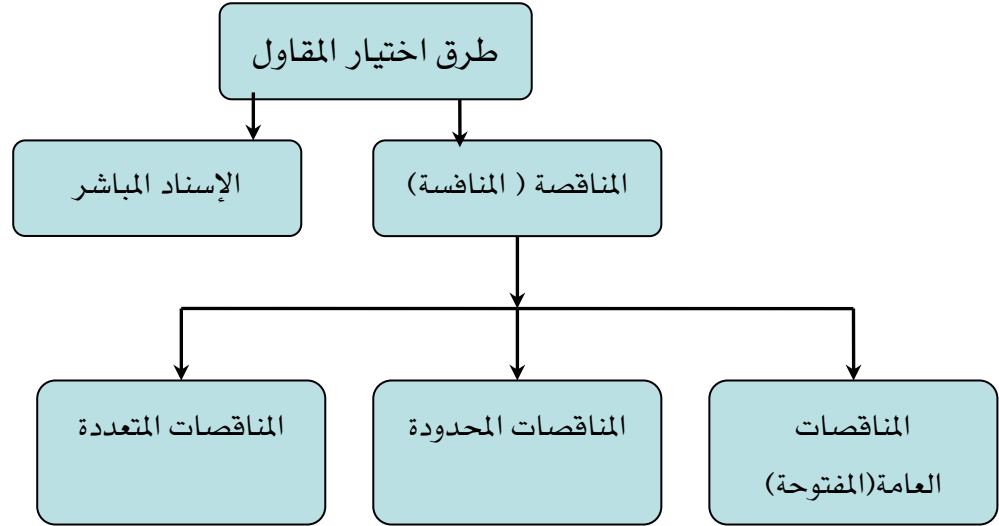 طرق اختيار المقاول
المناقصة ( المنافسة)
الإسناد المباشر
المناقصات
العامة(المفتوحة)
المناقصات المحدودة
المناقصات المتعددة